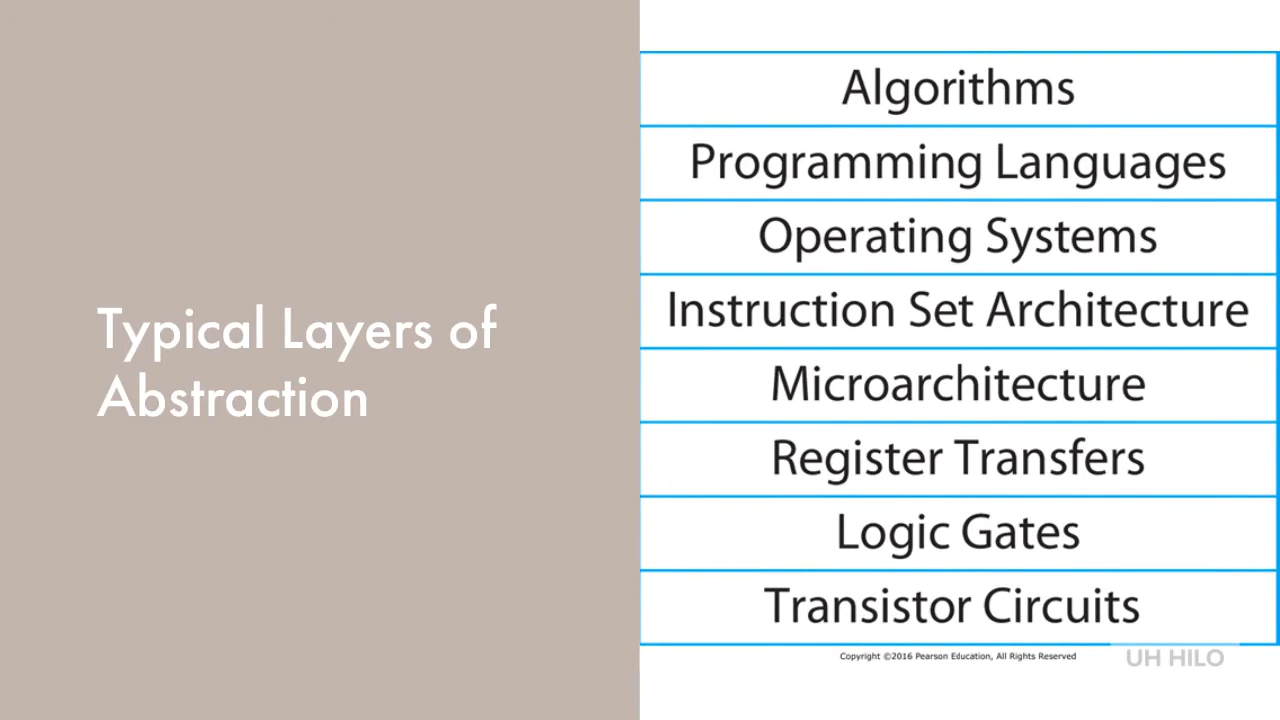 Typical Layers of
Abstraction
Algorithms
Programming Languages
Operating Systems
Instruction Set Architecture
Microarchitecture
Register Transfers
Logic Gates
Transistor Circuits
Copyright ©2016 Pearson Education, All Rights Reserved
UH HILO